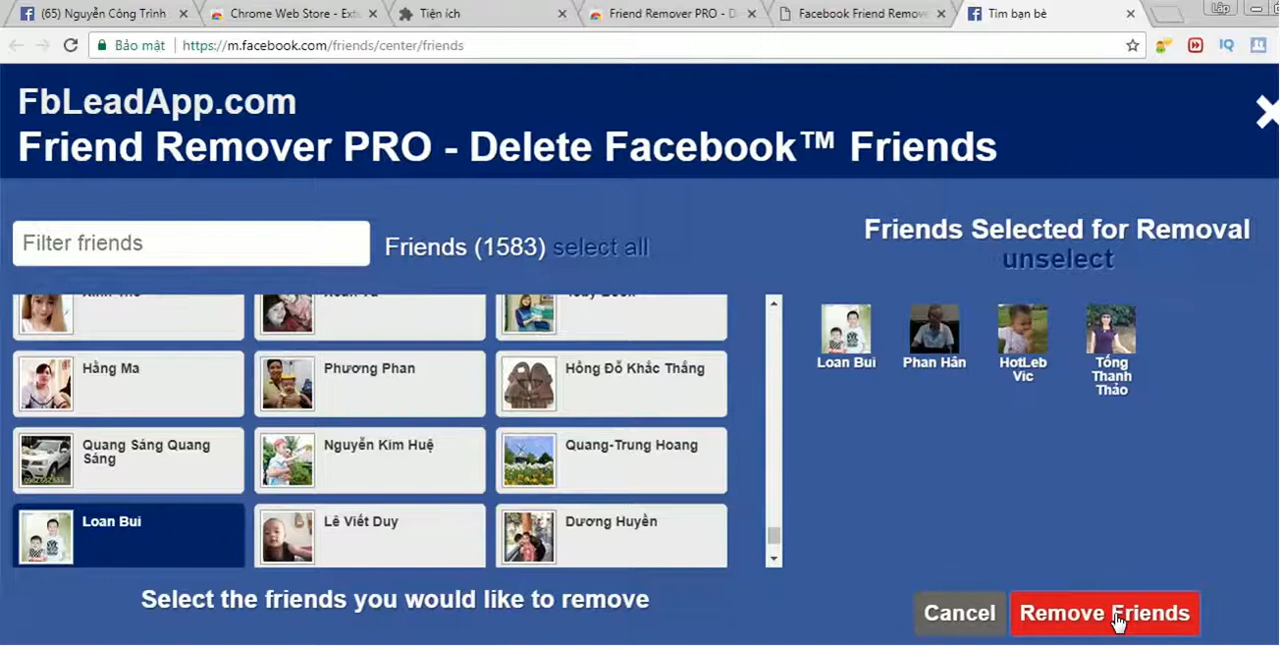 (65) Nguyễn Công Trình
Chrome Web Store - Ext
Tiện ích
Friend Remover PRO - D
Facebook Friend Remov
Tìm bạn bè
Lập
Bảo mật
https://m.facebook.com/friends/center/friends
IQ
FbLeadApp.com
Friend Remover PRO - Delete Facebook™ Friends
Filter friends
Friends (1583) select all
Friends Selected for Removal
unselect
Loan Bui
Phan Hân
HotLeb
Vic
Tống
Thanh
Thảo
Hằng Ma
Phương Phan
Hồng Đỗ Khắc Thắng
Quang Sáng Quang
Sáng
Nguyễn Kim Huệ
Quang-Trung Hoang
Loan Bui
Lê Viết Duy
Dương Huyền
Select the friends you would like to remove
Cancel
Remove Friends